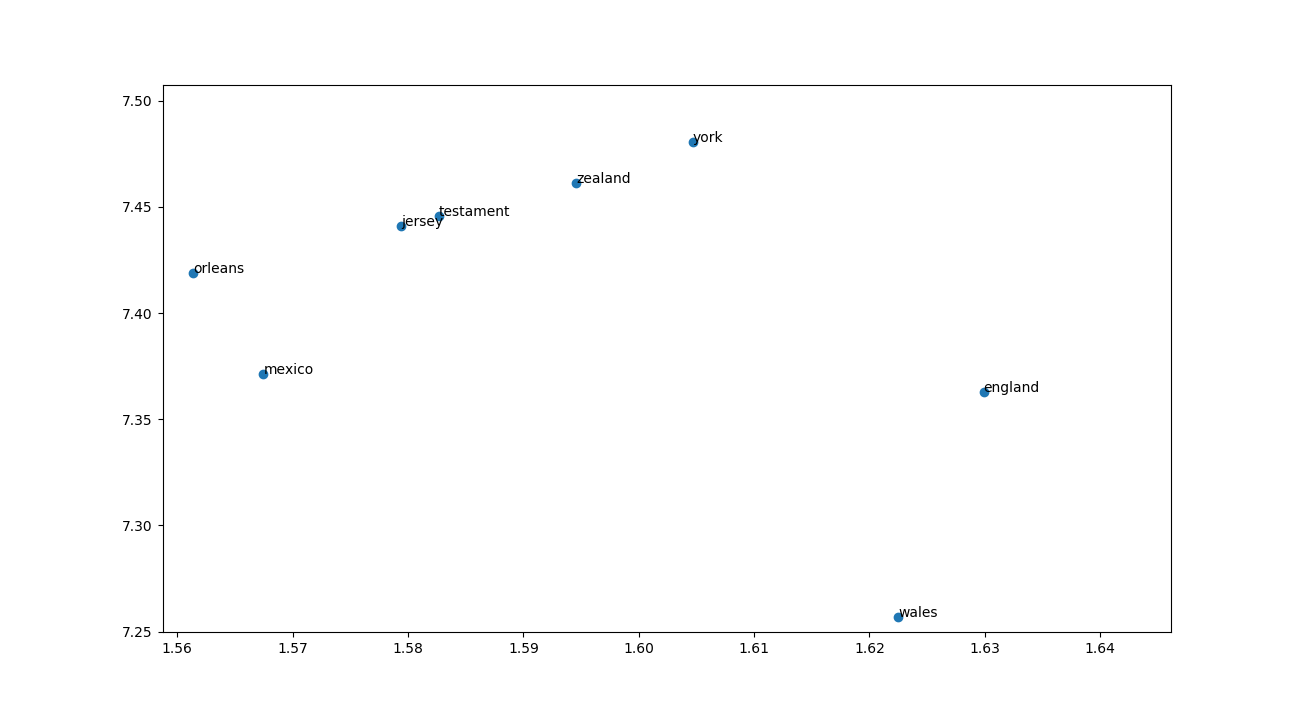 7.50
york
zealand
7.45
testament
jersey
orleans
7.40
mexico
england
7.35
7.30
wales
7.25
1.56 1.57 1.58 1.59 1.60 1.61 1.62 1.63 1.64